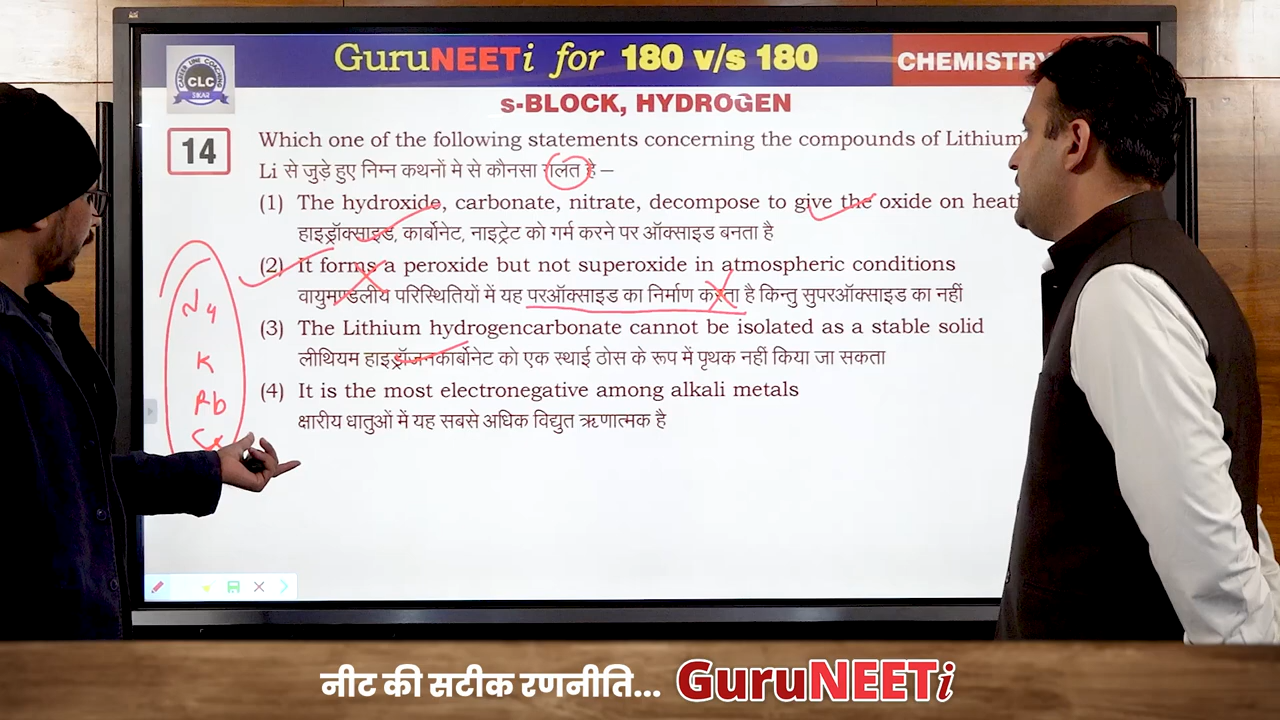 GuruNEETi for 180 v/s 180
CHEMISTRY
CLC
s-BLOCK, HYDROGEN
14
Which one of the following statements concerning the compounds of Lithium
Li से जुड़े हुए निम्न कथनों मे से कौनसा गलत है –
(1) The hydroxide, carbonate, nitrate, decompose to give the oxide on heati
हाइड्रॉक्साइड, कार्बोनेट, नाइट्रेट को गर्म करने पर ऑक्साइड बनता है
(2) It forms a peroxide but not superoxide in atmospheric conditions
वायुमण्डलीय परिस्थितियों में यह परऑक्साइड का निर्माण करता है किन्तु सुपरऑक्साइड का नहीं
(3) The Lithium hydrogencarbonate cannot be isolated as a stable solid
लीथियम हाइड्रॉजनकार्बोनेट को एक स्थाई ठोस के रूप में पृथक नहीं किया जा सकता
(4) It is the most electronegative among alkali metals
क्षारीय धातुओं में यह सबसे अधिक विद्युत ऋणात्मक है
Na
K
Rb
Cs
नीट की सटीक रणनीति... GuruNEETi